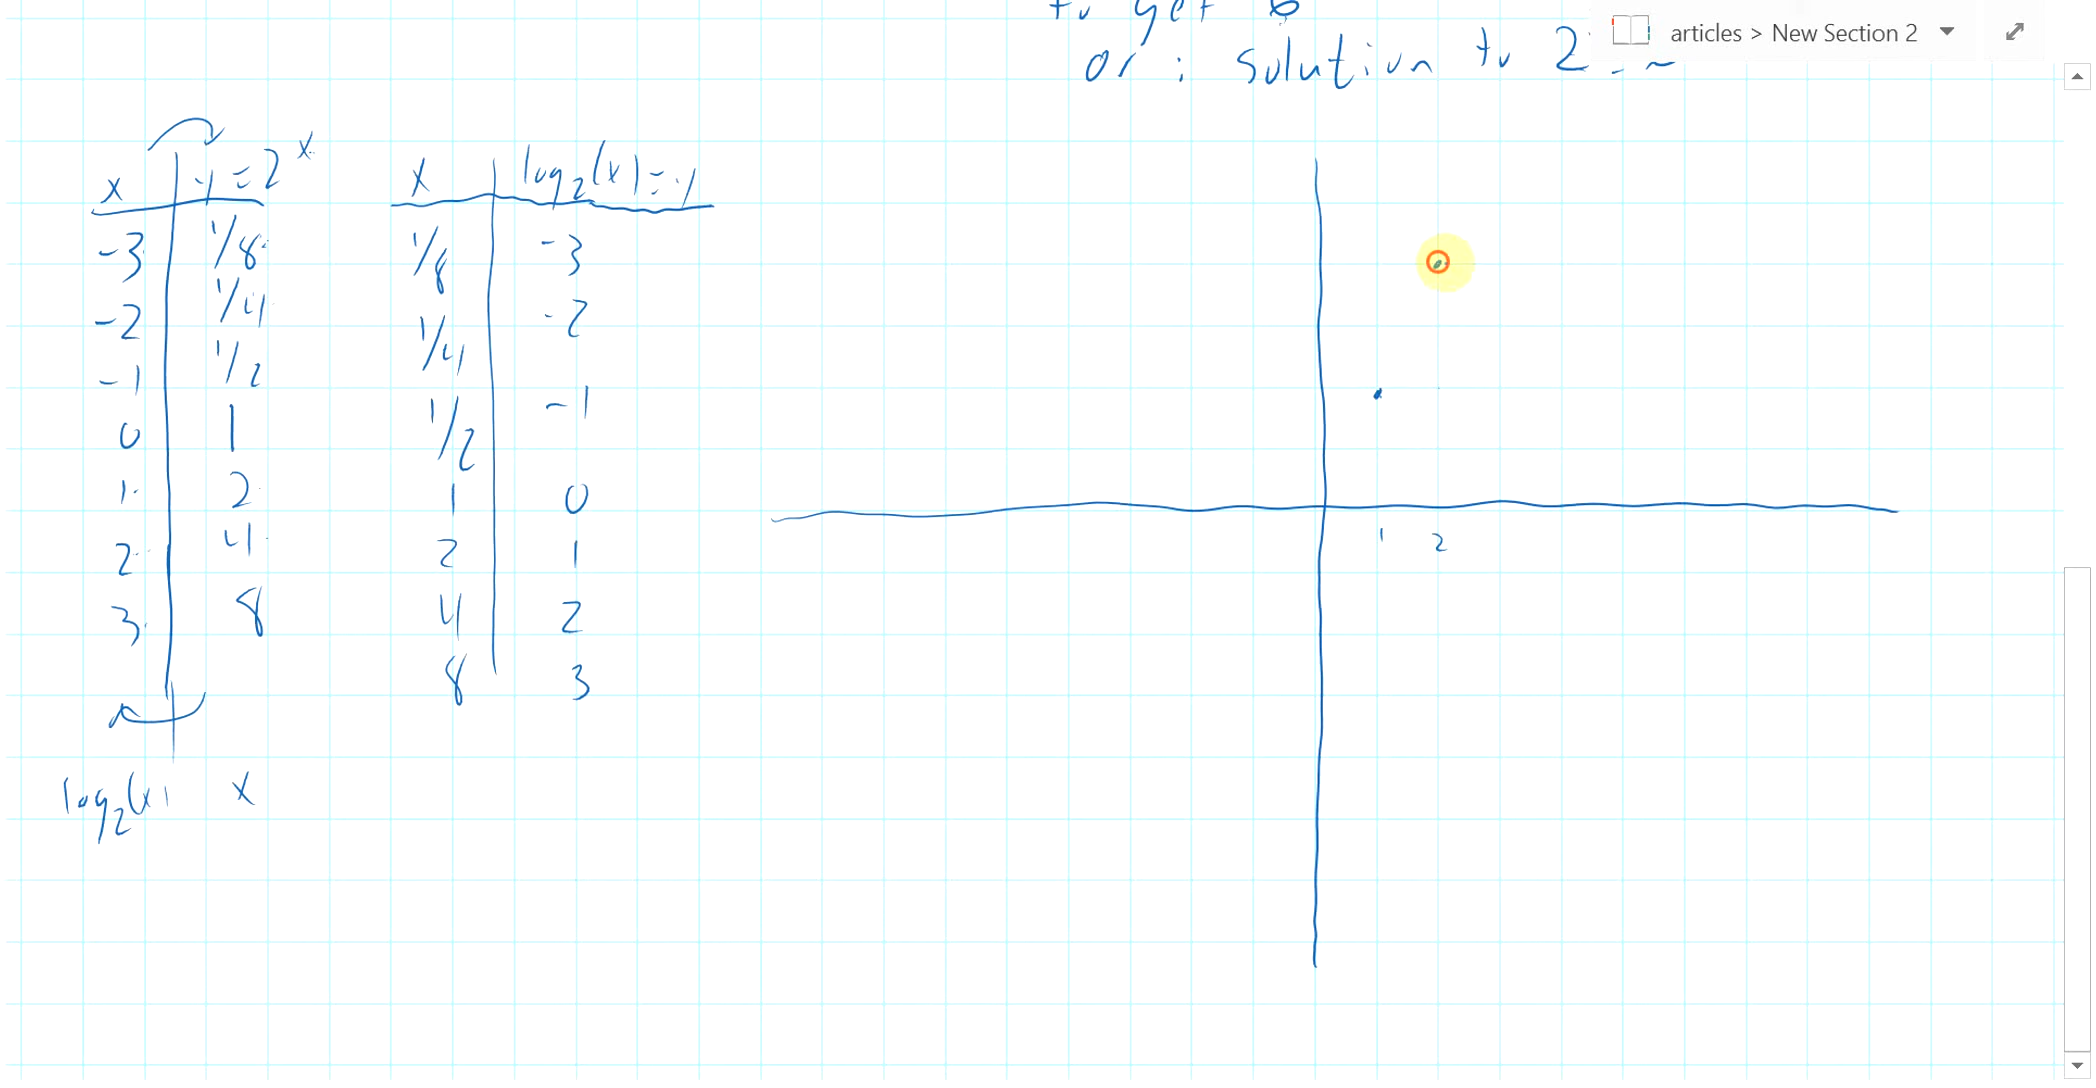 to get 6
articles > New Section 2
or : solution to 2
x | y = 2^x
-3 | 1/8
-2 | 1/4
-1 | 1/2
0 | 1
1 | 2
2 | 4
3 | 8
log₂(x) x
x | log₂(x) = y
1/8 | -3
1/4 | -2
1/2 | -1
1 | 0
2 | 1
4 | 2
8 | 3
1 2